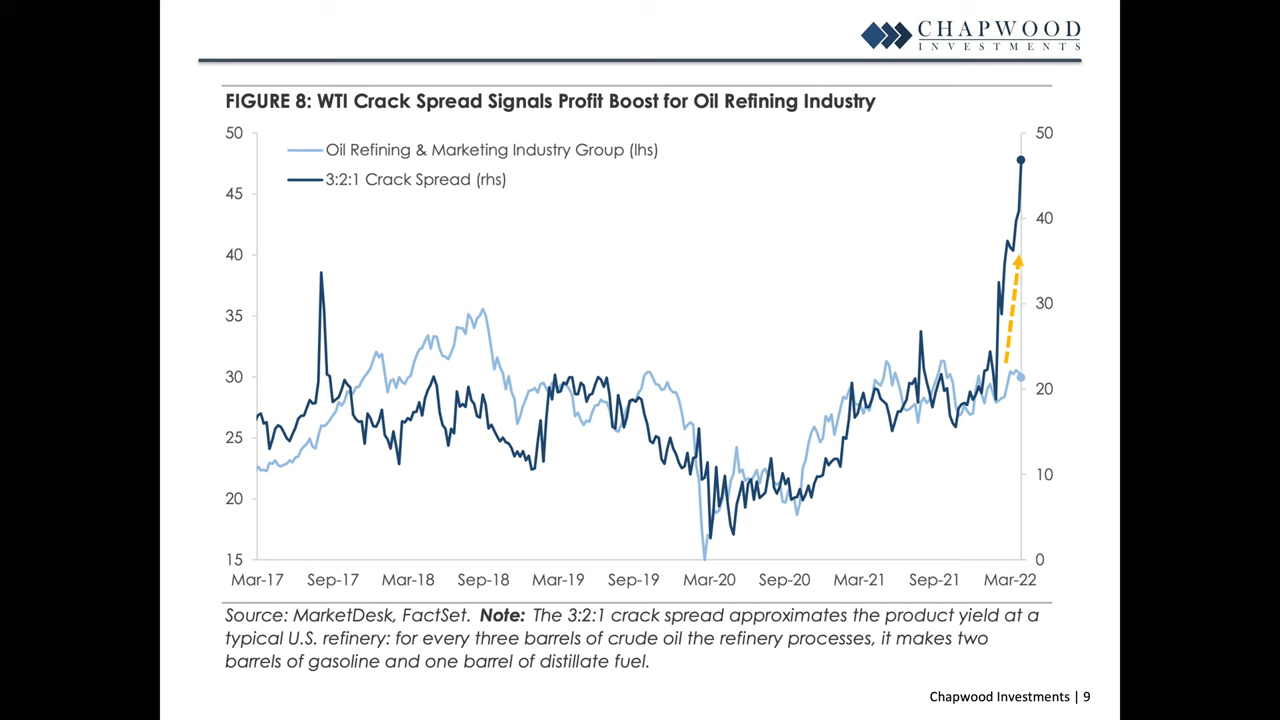 CHAPWOOD
INVESTMENTS
FIGURE 8: WTI Crack Spread Signals Profit Boost for Oil Refining Industry
50 50
Oil Refining & Marketing Industry Group (lhs)
3:2:1 Crack Spread (rhs)
45
40
40
35
30
30
20
25
10
20
15 0
Mar-17 Sep-17 Mar-18 Sep-18 Mar-19 Sep-19 Mar-20 Sep-20 Mar-21 Sep-21 Mar-22
Source: MarketDesk, FactSet. Note: The 3:2:1 crack spread approximates the product yield at a
typical U.S. refinery: for every three barrels of crude oil the refinery processes, it makes two
barrels of gasoline and one barrel of distillate fuel.
Chapwood Investments | 9